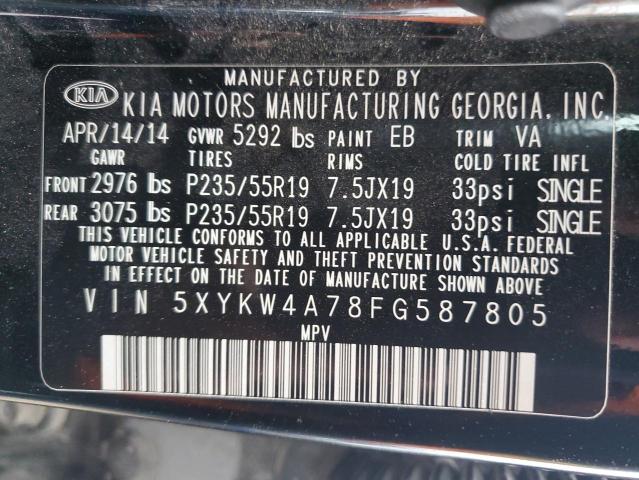 MANUFACTURED BY
KIA KIA MOTORS MANUFACTURING GEORGIA, INC.
APR/14/14 GVWR 5292 lbs PAINT EB TRIM VA
GAWR TIRES RIMS COLD TIRE INFL
FRONT 2976 lbs P235/55R19 7.5JX19 33psi SINGLE
REAR 3075 lbs P235/55R19 7.5JX19 33psi SINGLE
THIS VEHICLE CONFORMS TO ALL APPLICABLE U.S.A. FEDERAL
MOTOR VEHICLE SAFETY AND THEFT PREVENTION STANDARDS
IN EFFECT ON THE DATE OF MANUFACTURE SHOWN ABOVE
VIN 5XYKW4A78FG587805
MPV